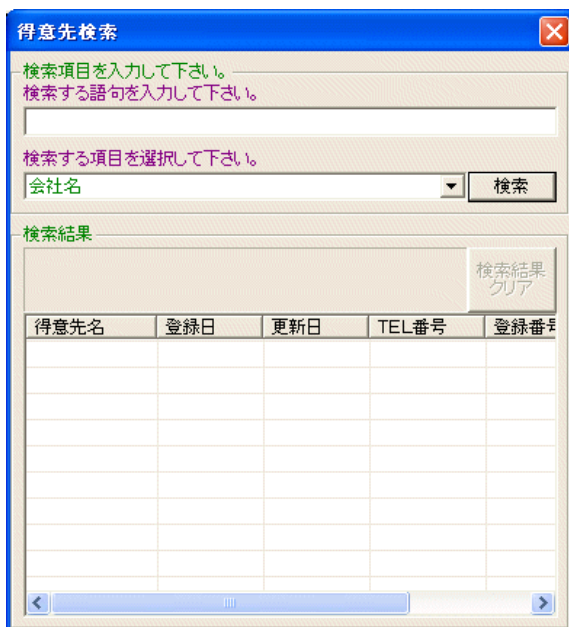 得意先検索
検索項目を入力して下さい。
検索する語句を入力して下さい。
検索する項目を選択して下さい。
会社名
検索
検索結果
検索結果
クリア
得意先名 登録日 更新日 TEL番号 登録番号